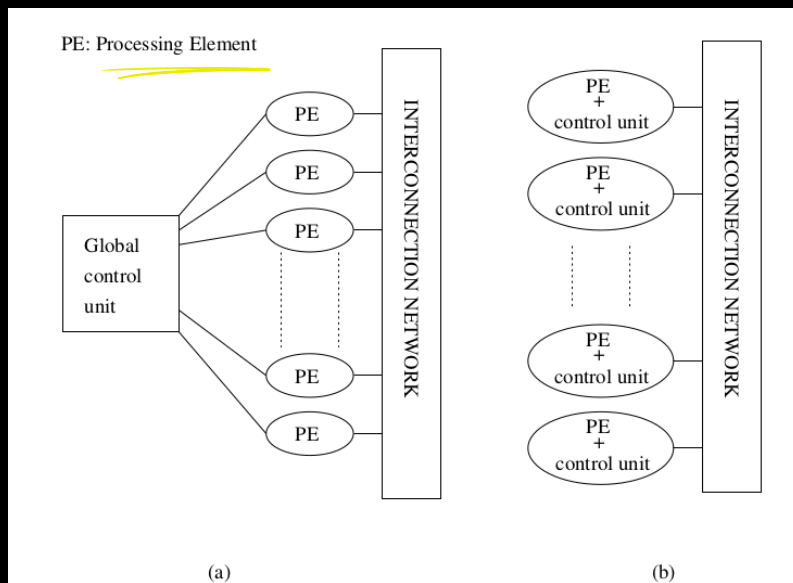 PE: Processing Element
PE
PE
PE
Global
control
unit
PE
PE
INTERCONNECTION NETWORK
(a)
PE
+
control unit
PE
+
control unit
PE
+
control unit
PE
+
control unit
INTERCONNECTION NETWORK
(b)